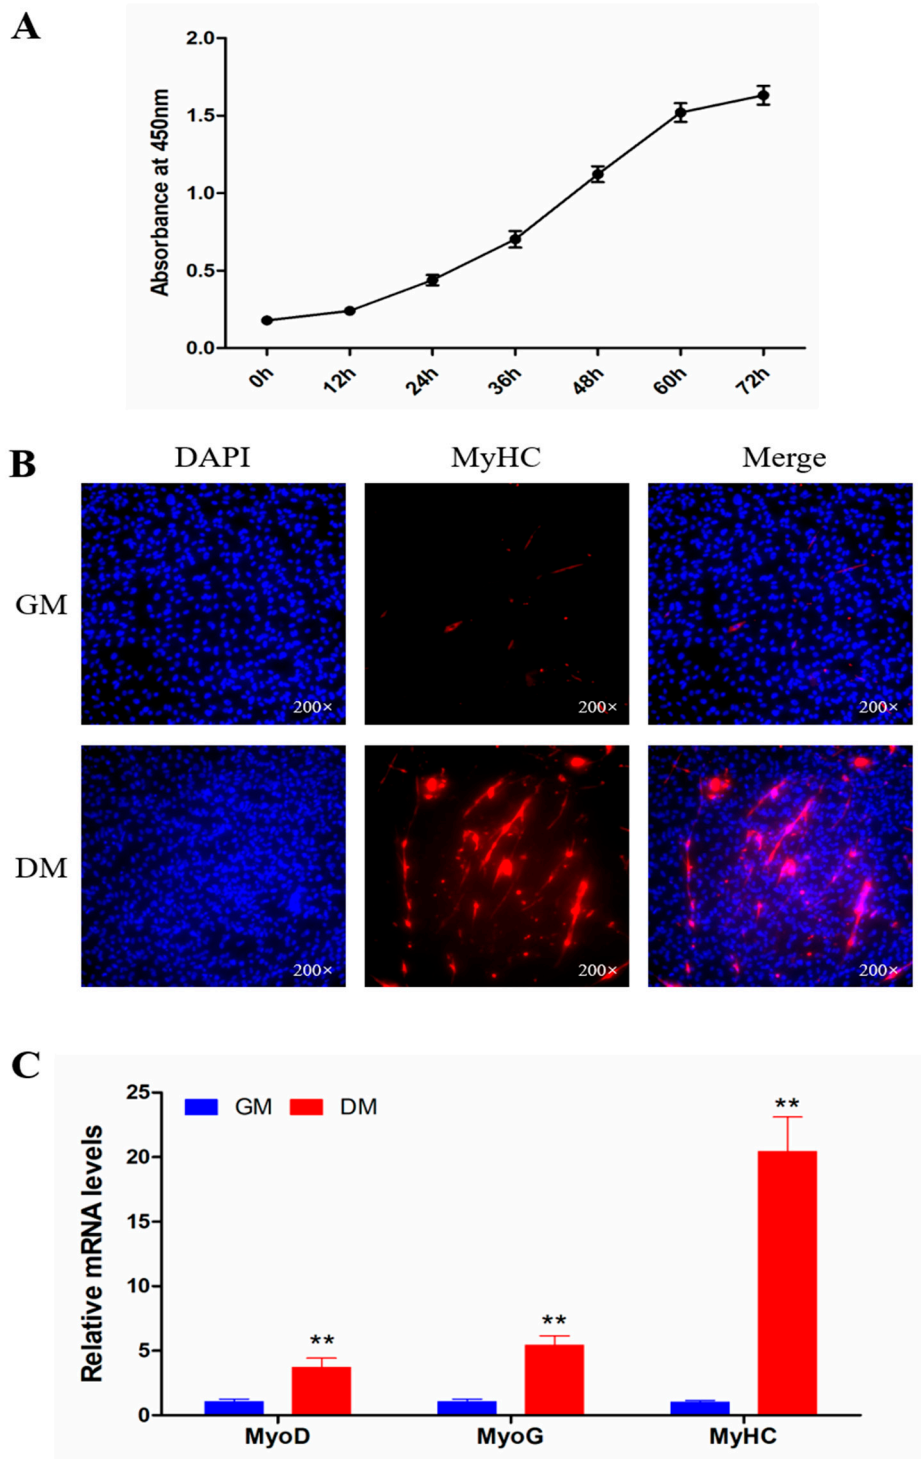 A
2.0
1.5
1.0
0.5
0.0
Absorbance at 450nm
0h 12h 24h 36h 48h 60h 72h
B
DAPI MyHC Merge
GM
200× 200× 200×
DM
200× 200× 200×
C
25
20
15
10
5
0
Relative mRNA levels
GM DM
** ** **
MyoD MyoG MyHC